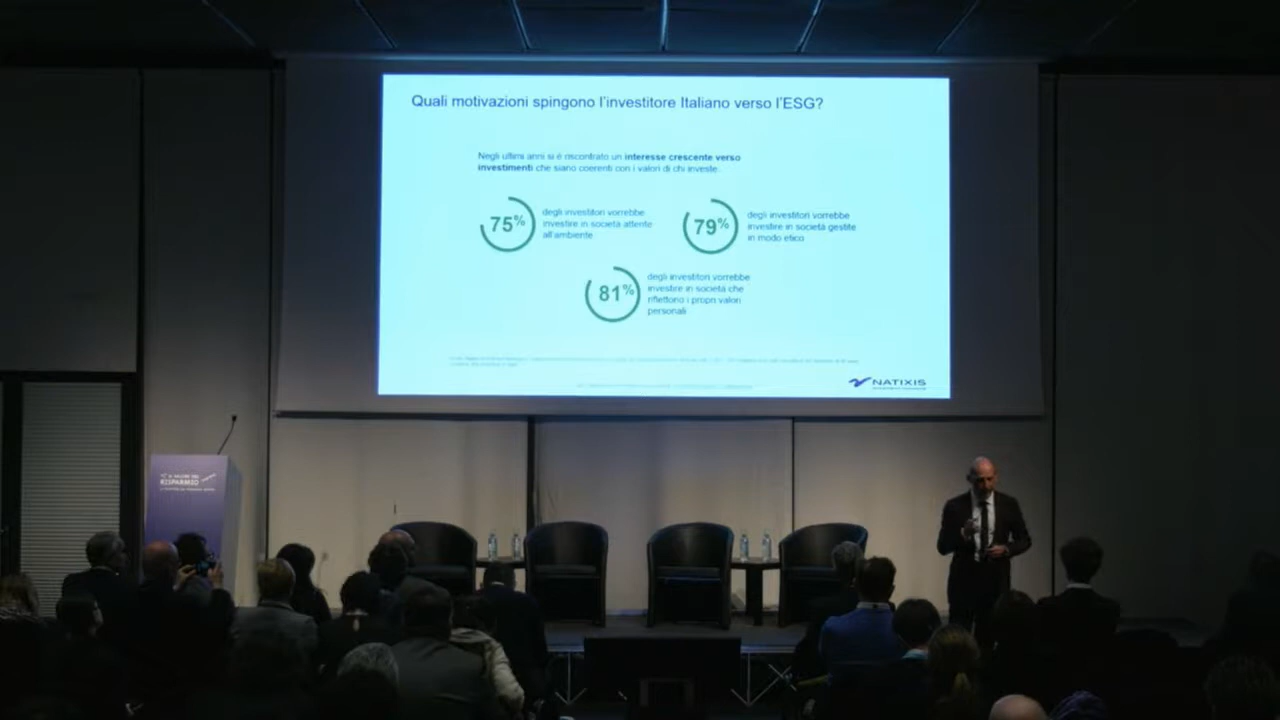 Quali motivazioni spingono l'investitore Italiano verso l'ESG?
Negli ultimi anni si è riscontrato un interesse crescente verso
investimenti che siano coerenti con i valori di chi investe.
75%
degli investitori vorrebbe
investire in società attente
all'ambiente
79%
degli investitori vorrebbe
investire in società gestite
in modo etico
81%
degli investitori vorrebbe
investire in società che
riflettono i propri valori
personali
NATIXIS
RISPARMIO